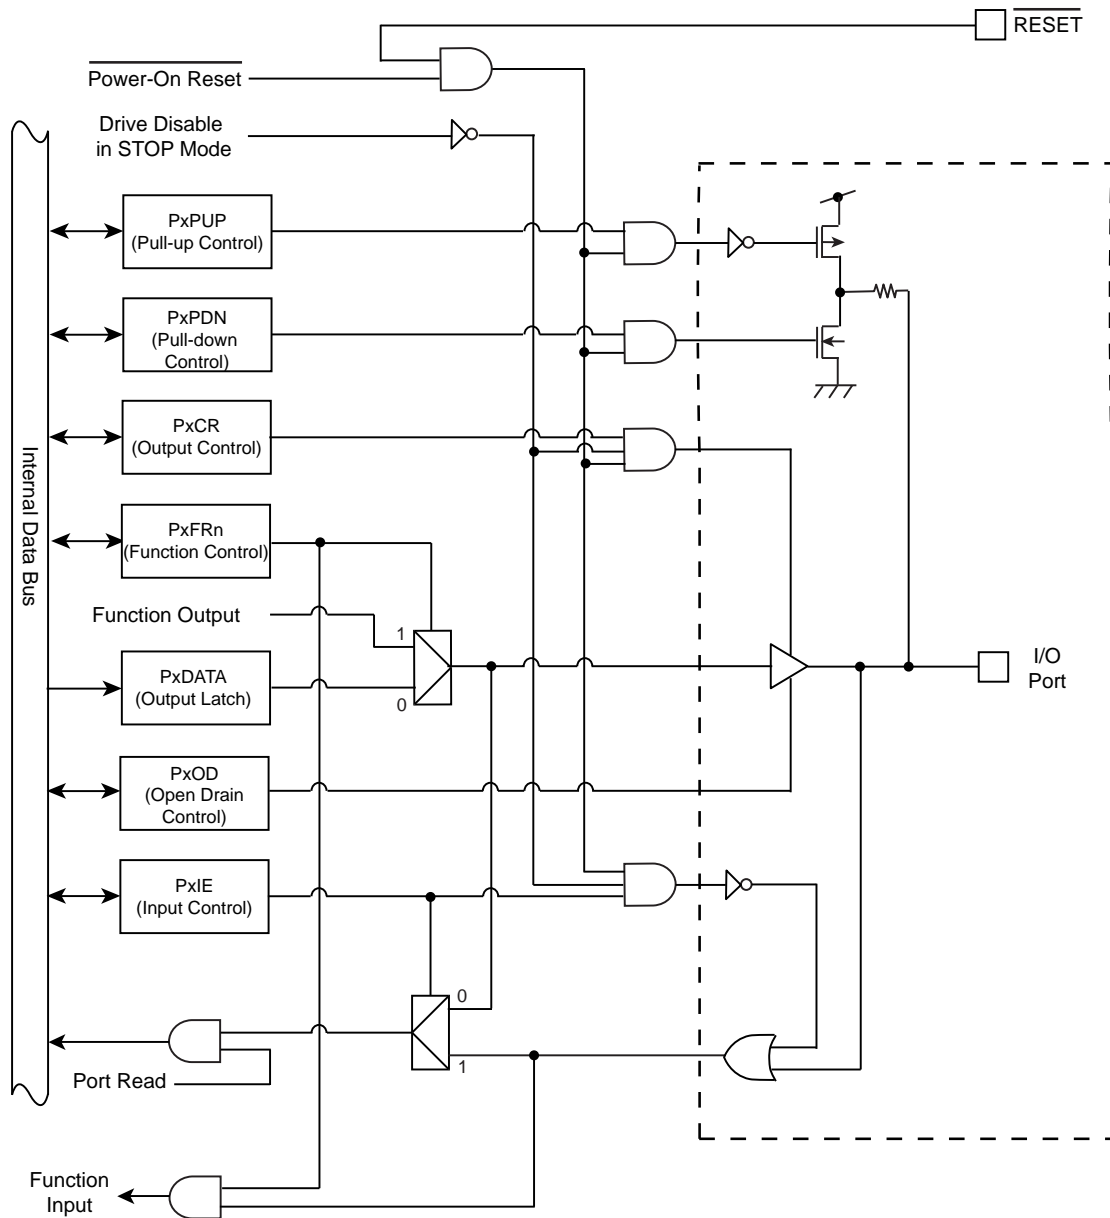 RESET
Power-On Reset
Drive Disable
in STOP Mode
PxPUP
(Pull-up Control)
PxPDN
(Pull-down
Control)
PxCR
(Output Control)
Internal Data Bus
PxFRn
(Function Control)
Function Output
1
PxDATA
(Output Latch)
0
I/O
Port
PxOD
(Open Drain
Control)
PxIE
(Input Control)
0
1
Port Read
Function
Input